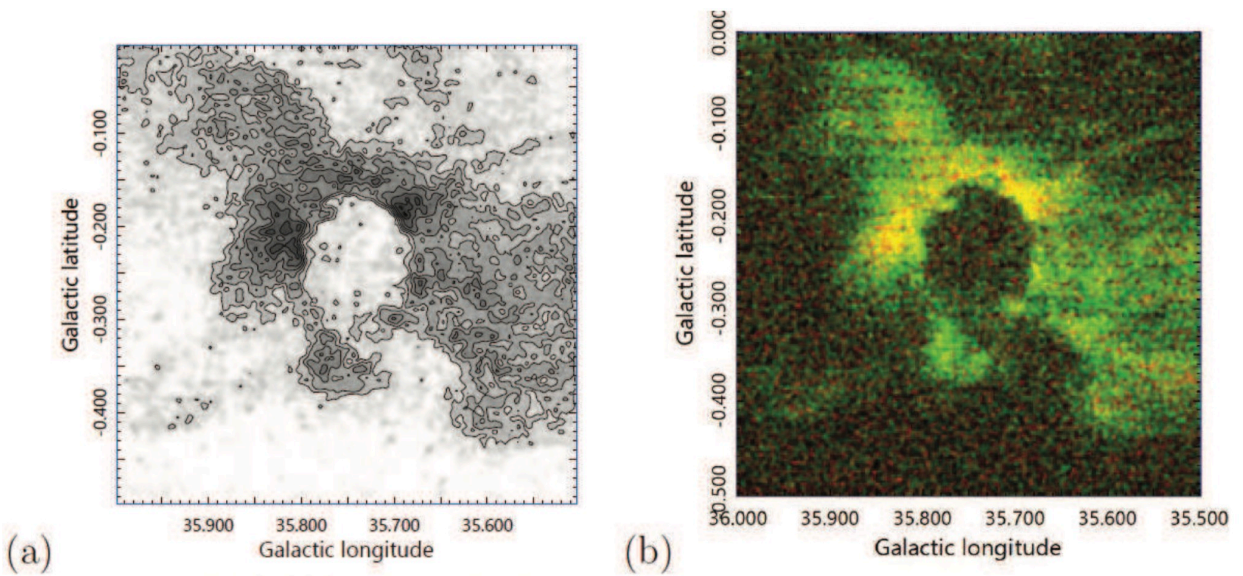 -0.100
-0.200
-0.300
-0.400
Galactic latitude
35.900 35.800 35.700 35.600
Galactic longitude
(a)
0.000
-0.100
-0.200
-0.300
-0.400
0.500
Galactic latitude
36.000 35.900 35.800 35.700 35.600 35.500
Galactic longitude
(b)